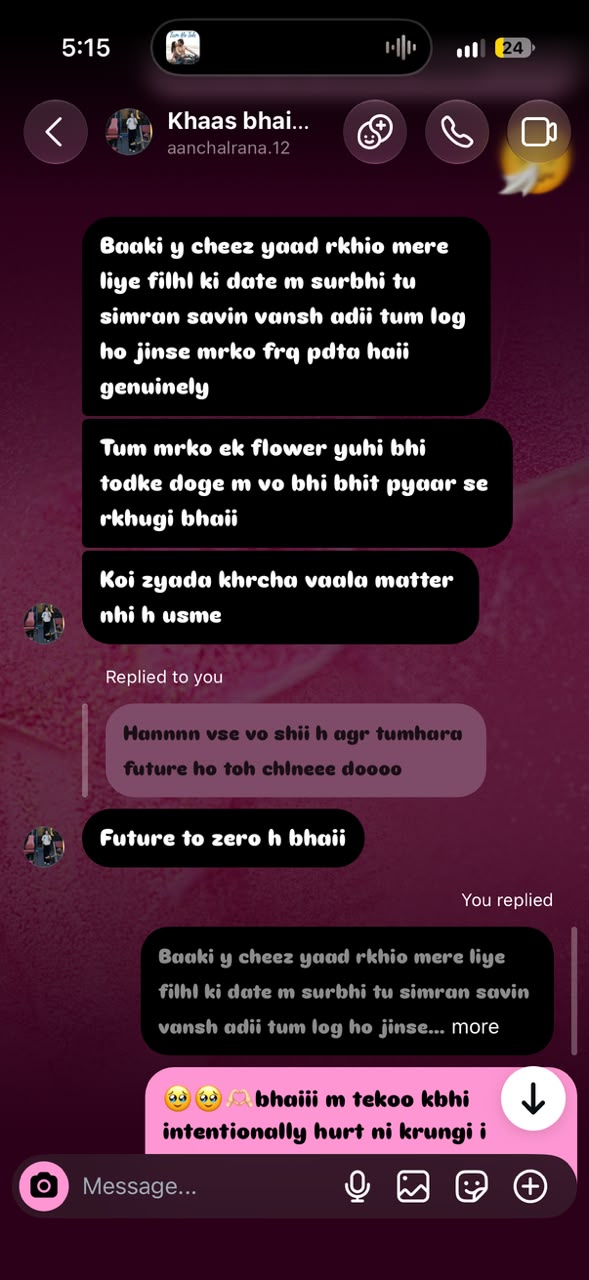 5:15
24
Khaas bhai...
aanchalrana.12
Baaki y cheez yaad rkhio mere
liye filhl ki date m surbhi tu
simran savin vansh adii tum log
ho jinse mrko frq pdta haii
genuinely
Tum mrko ek flower yuhi bhi
todke doge m vo bhi bhit pyaar se
rkhugi bhaii
Koi zyada khrcha vaala matter
nhi h usme
Replied to you
Hannnn vse vo shii h agr tumhara
future ho toh chlneee doooo
Future to zero h bhaii
You replied
Baaki y cheez yaad rkhio mere liye
filhl ki date m surbhi tu simran savin
vansh adii tum log ho jinse... more
🥹🥹🫶🏻bhaiii m tekoo kbhi
intentionally hurt ni krungi i
Message...